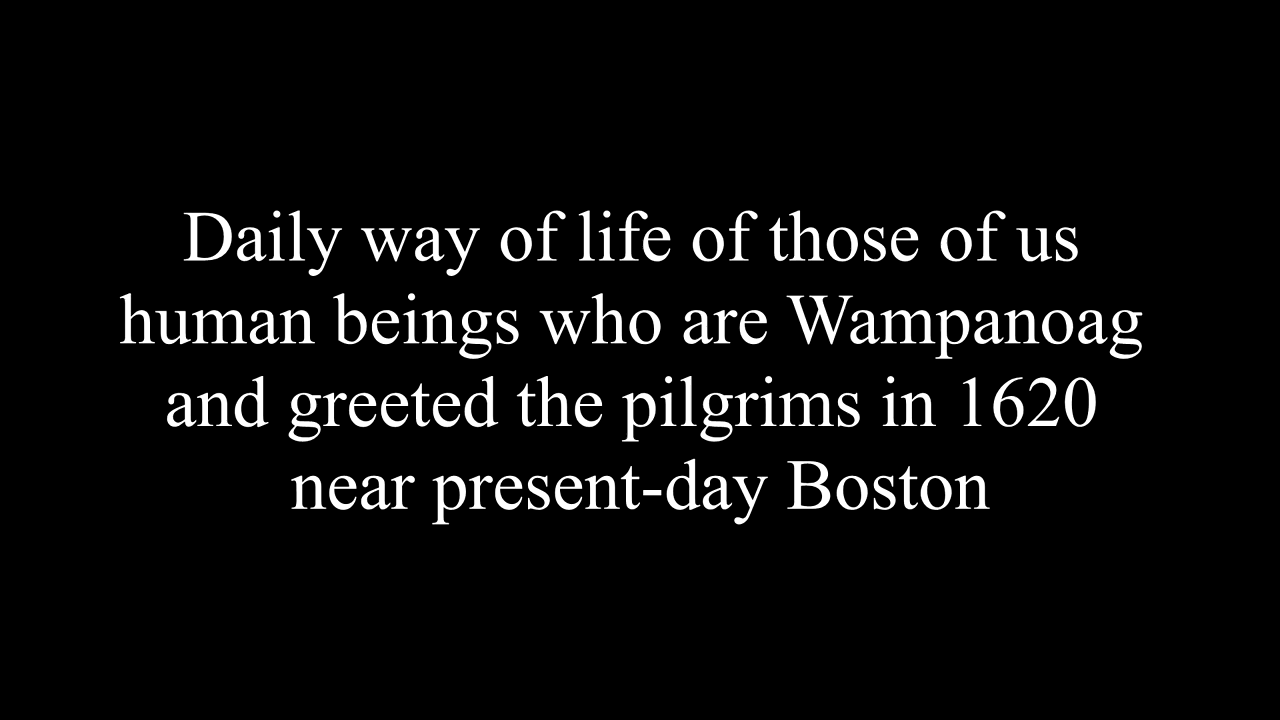 Daily way of life of those of us
human beings who are Wampanoag
and greeted the pilgrims in 1620
near present-day Boston